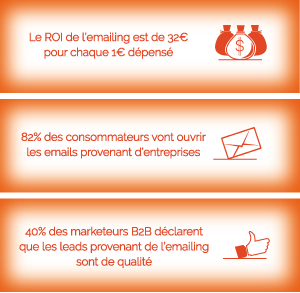 Le ROI de l'emailing est de 32€
pour chaque 1€ dépensé
$
82% des consommateurs vont ouvrir
les emails provenant d'entreprises
40% des marketeurs B2B déclarent
que les leads provenant de l'emailing
sont de qualité